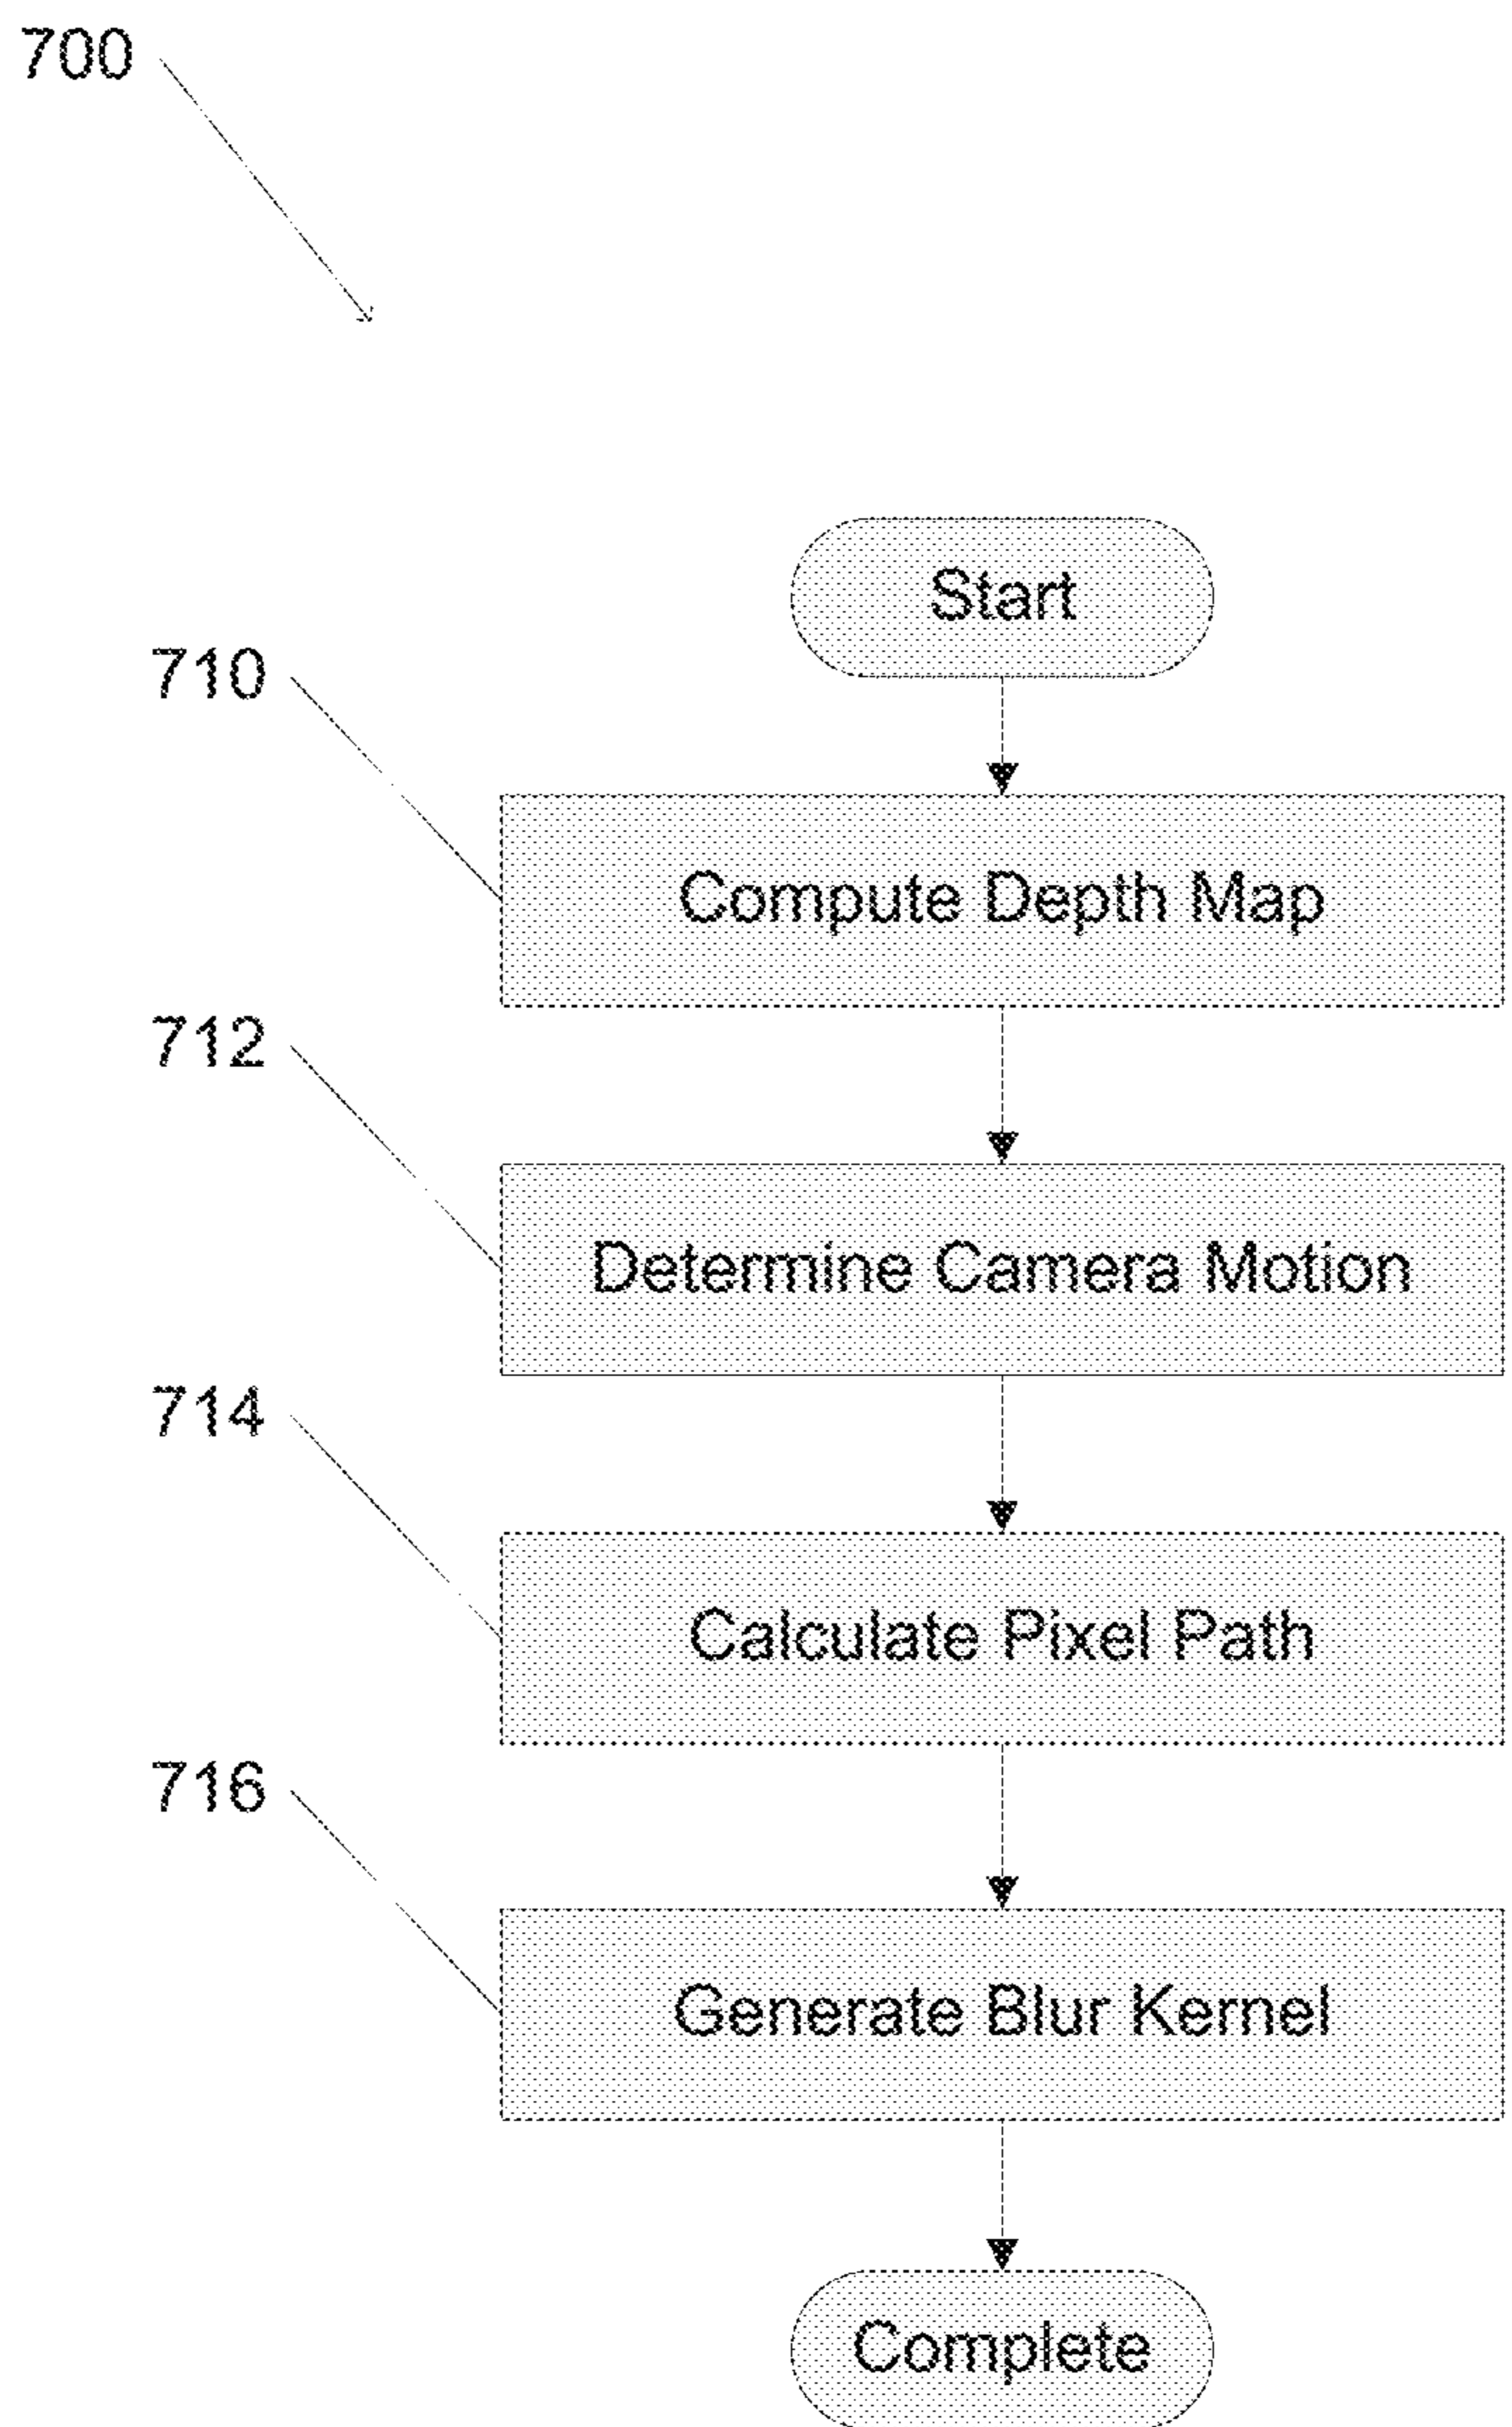 700
Start
710
Compute Depth Map
712
Determine Camera Motion
714
Calculate Pixel Path
716
Generate Blur Kernel
Complete